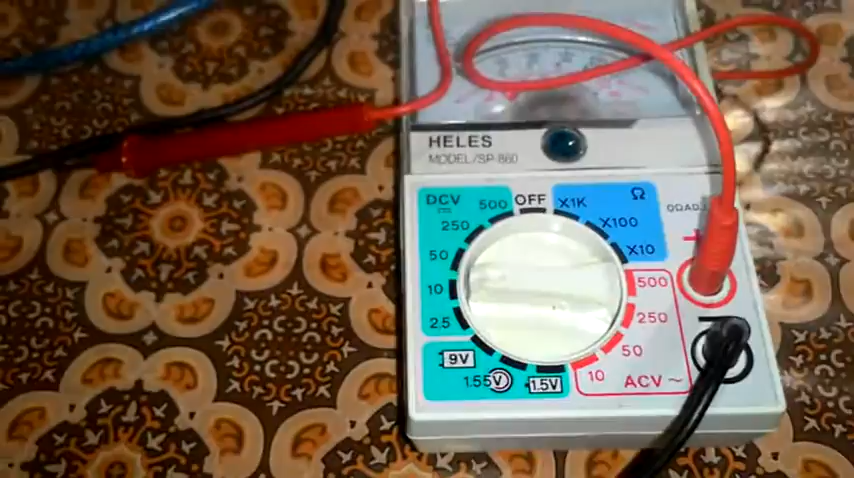 HELES
MODEL/SP-860
DCV
500
OFF
X1K
Ω
250
X100
0ΩADJ
50
X10
+
10
500
2.5
250
9V
50
1.55V
1.5V
10
ACV ~
−